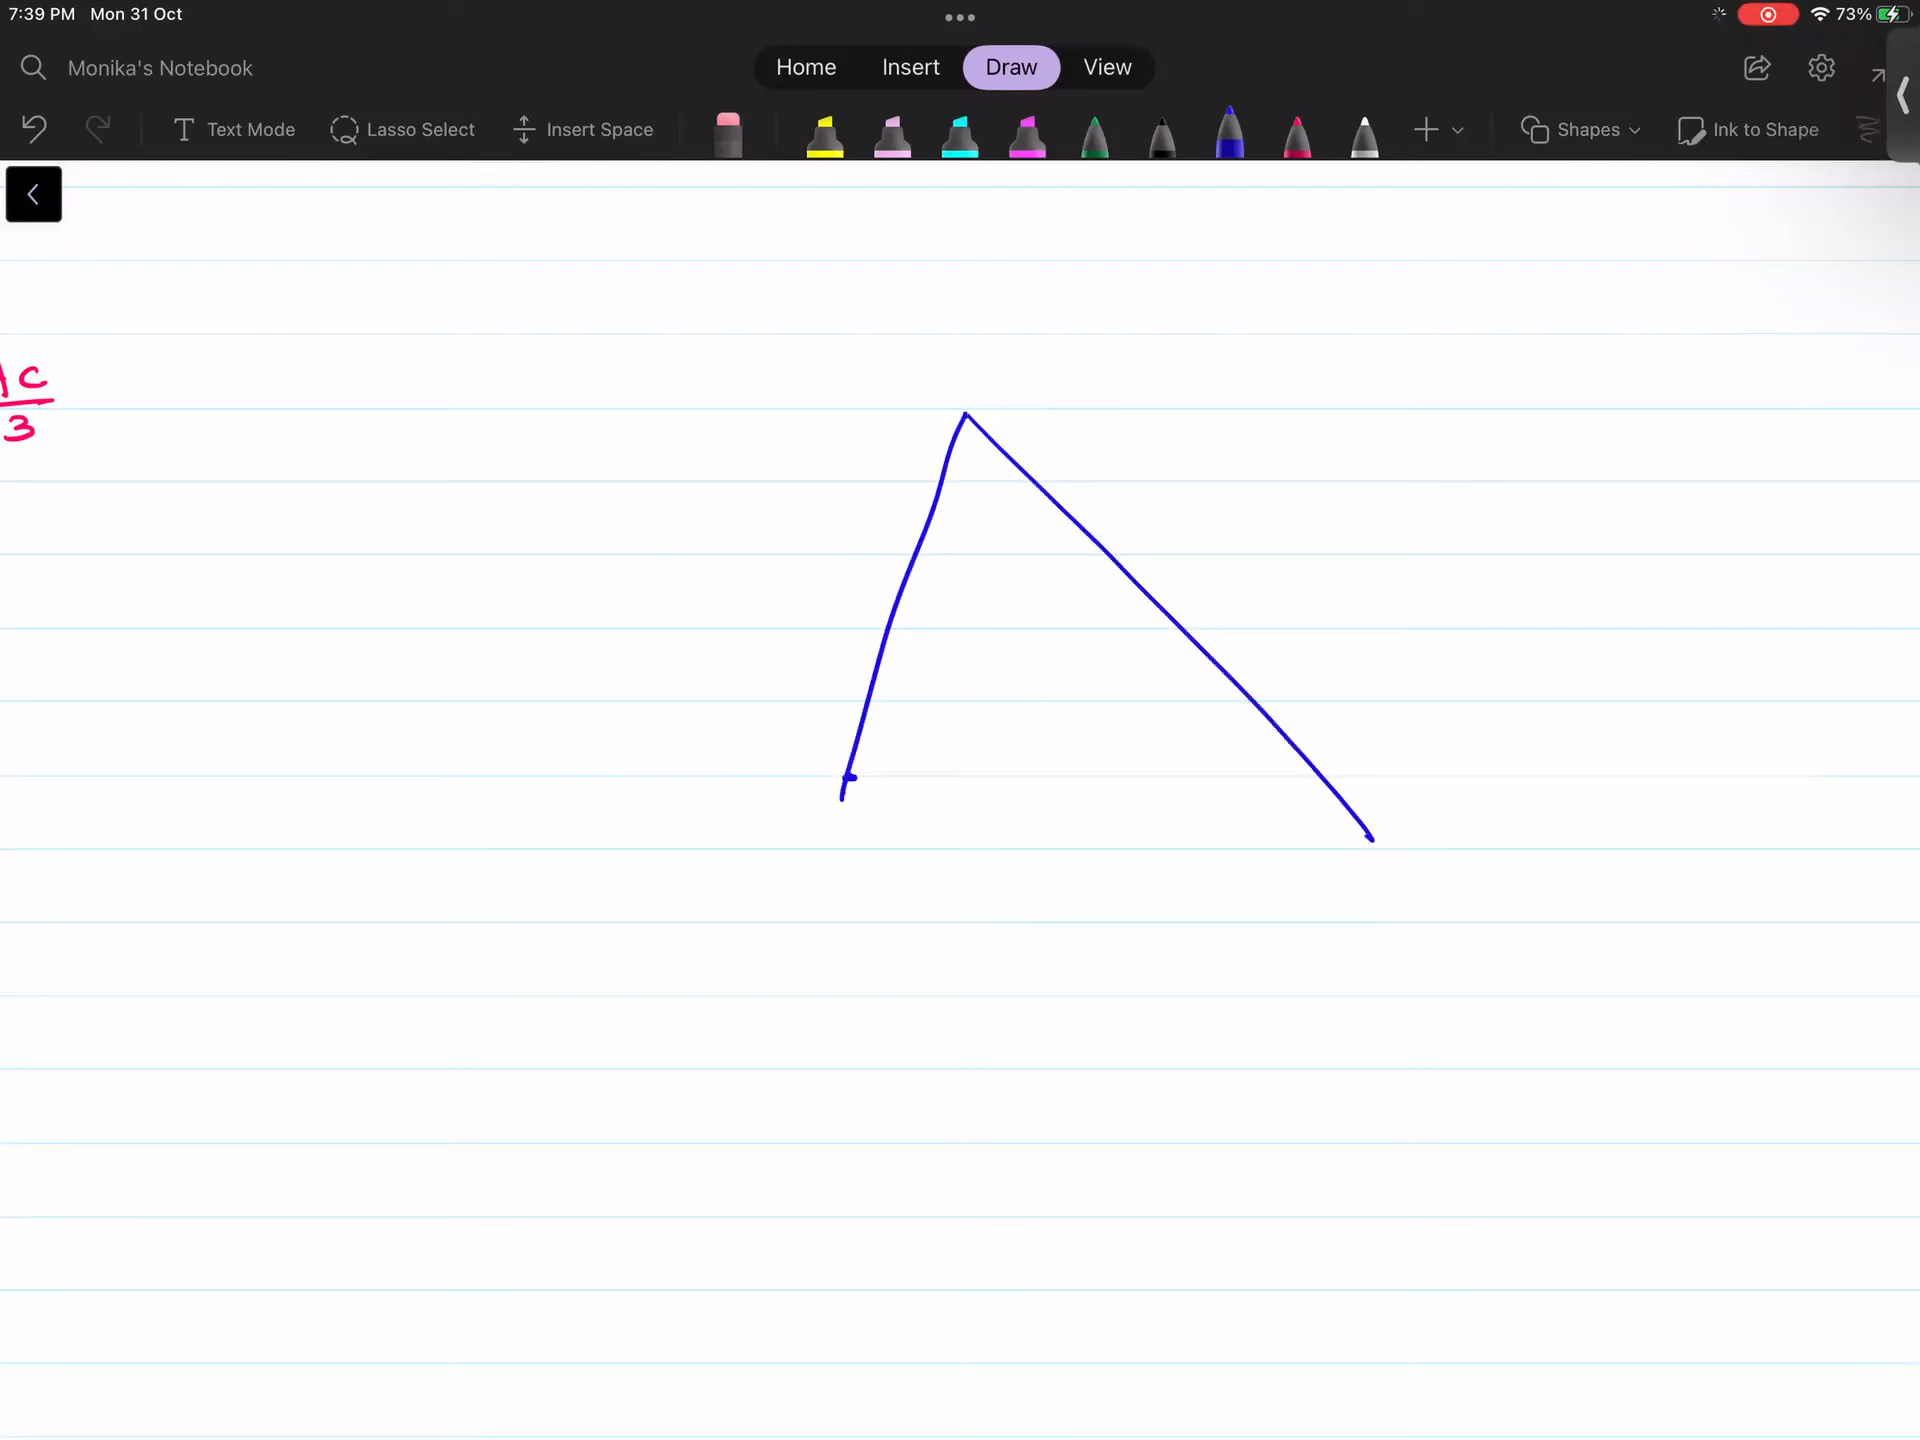 7:39 PM Mon 31 Oct
73%
Monika's Notebook
Home Insert Draw View
Text Mode Lasso Select Insert Space Shapes Ink to Shape
C
3